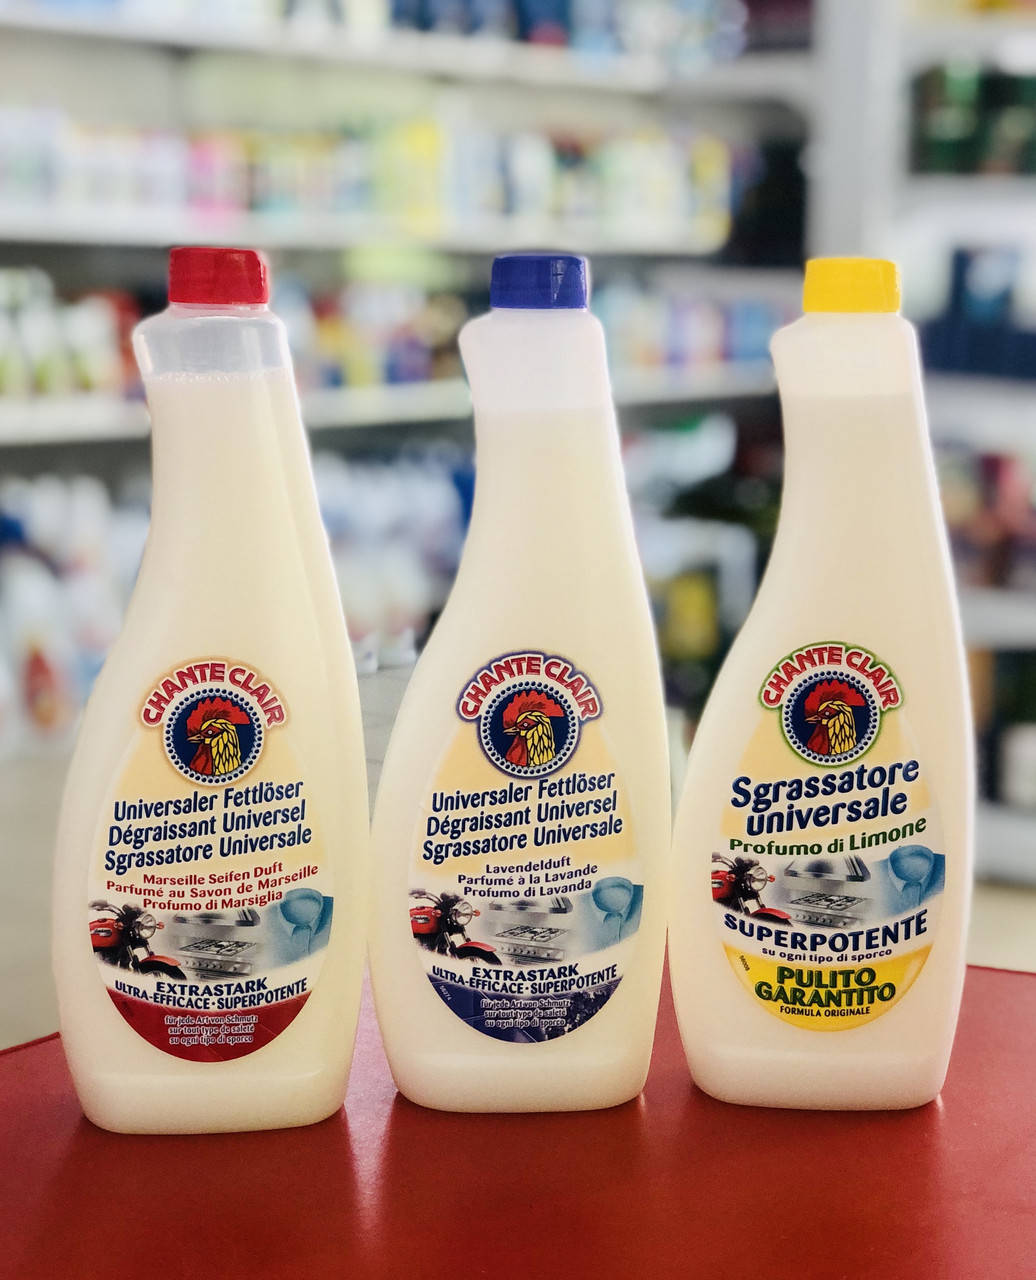 CHANTE CLAIR
Universaler Fettlöser
Dégraissant Universel
Sgrassatore Universale
Marseille Seifen Duft
Parfumé au Savon de Marseille
Profumo di Marsiglia
EXTRASTARK
ULTRA-EFFICACE·SUPERPOTENTE
für jede Art von Schmutz
sur tout type de saleté
su ogni tipo di sporco
CHANTE CLAIR
Universaler Fettlöser
Dégraissant Universel
Sgrassatore Universale
Lavendelduft
Parfumé à la Lavande
Profumo di Lavanda
EXTRASTARK
ULTRA-EFFICACE·SUPERPOTENTE
für jede Art von Schmutz
sur tout type de saleté
su ogni tipo di sporco
CHANTE CLAIR
Sgrassatore
universale
Profumo di Limone
SUPERPOTENTE
su ogni tipo di sporco
PULITO
GARANTITO
FORMULA ORIGINALE